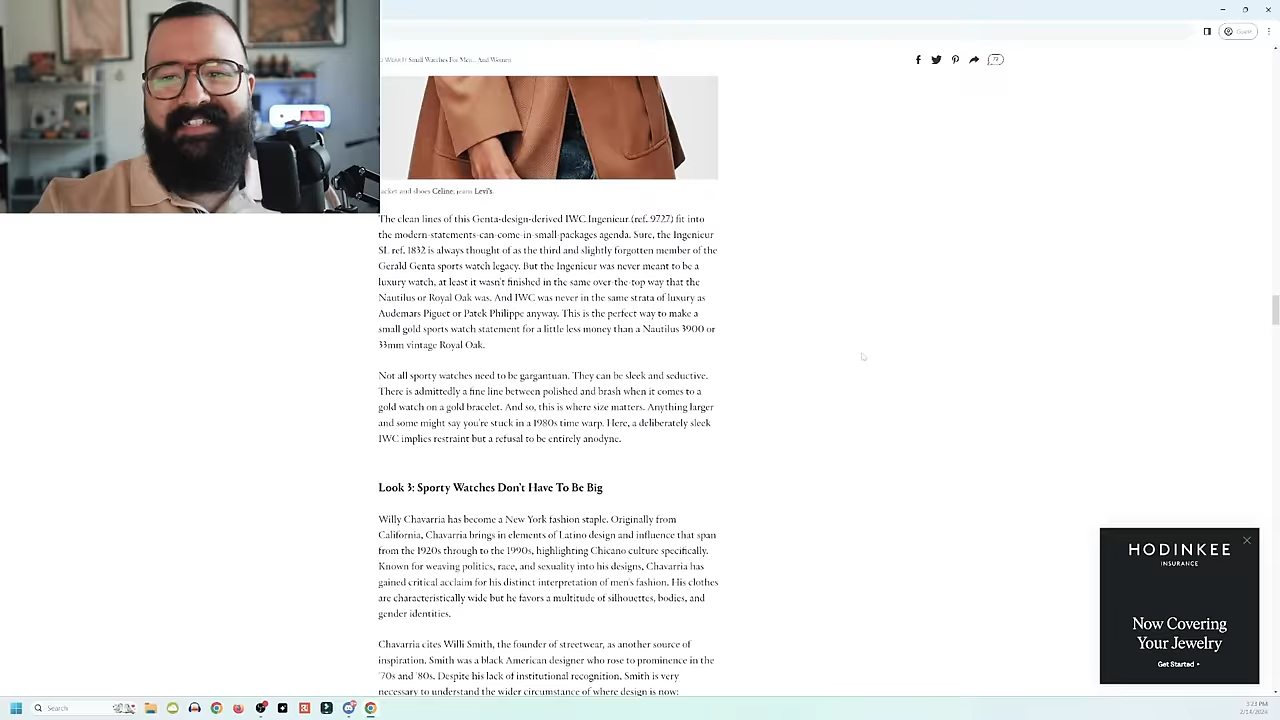 Small Watches For Men... And Women
73
Guest
jacket and shoes Celine; jeans Levi's.
The clean lines of this Genta-design-derived IWC Ingenieur (ref. 9727) fit into
the modern-statements-can-come-in-small-packages agenda. Sure, the Ingenieur
SL ref. 1832 is always thought of as the third and slightly forgotten member of the
Gerald Genta sports watch legacy. But the Ingenieur was never meant to be a
luxury watch, at least it wasn't finished in the same over-the-top way that the
Nautilus or Royal Oak was. And IWC was never in the same strata of luxury as
Audemars Piguet or Patek Philippe anyway. This is the perfect way to make a
small gold sports watch statement for a little less money than a Nautilus 3900 or
33mm vintage Royal Oak.
Not all sporty watches need to be gargantuan. They can be sleek and seductive.
There is admittedly a fine line between polished and brash when it comes to a
gold watch on a gold bracelet. And so, this is where size matters. Anything larger
and some might say you're stuck in a 1980s time warp. Here, a deliberately sleek
IWC implies restraint but a refusal to be entirely anodyne.
Look 3: Sporty Watches Don't Have To Be Big
Willy Chavarria has become a New York fashion staple. Originally from
California, Chavarria brings in elements of Latino design and influence that span
from the 1920s through to the 1990s, highlighting Chicano culture specifically.
Known for weaving politics, race, and sexuality into his designs, Chavarria has
gained critical acclaim for his distinct interpretation of men's fashion. His clothes
are characteristically wide but he favors a multitude of silhouettes, bodies, and
gender identities.
Chavarria cites Willi Smith, the founder of streetwear, as another source of
inspiration. Smith was a black American designer who rose to prominence in the
'70s and '80s. Despite his lack of institutional recognition, Smith is very
necessary to understand the wider circumstance of where design is now:
HODINKEE
INSURANCE
Now Covering
Your Jewelry
Get Started
Search
3:23 PM
2/14/2024